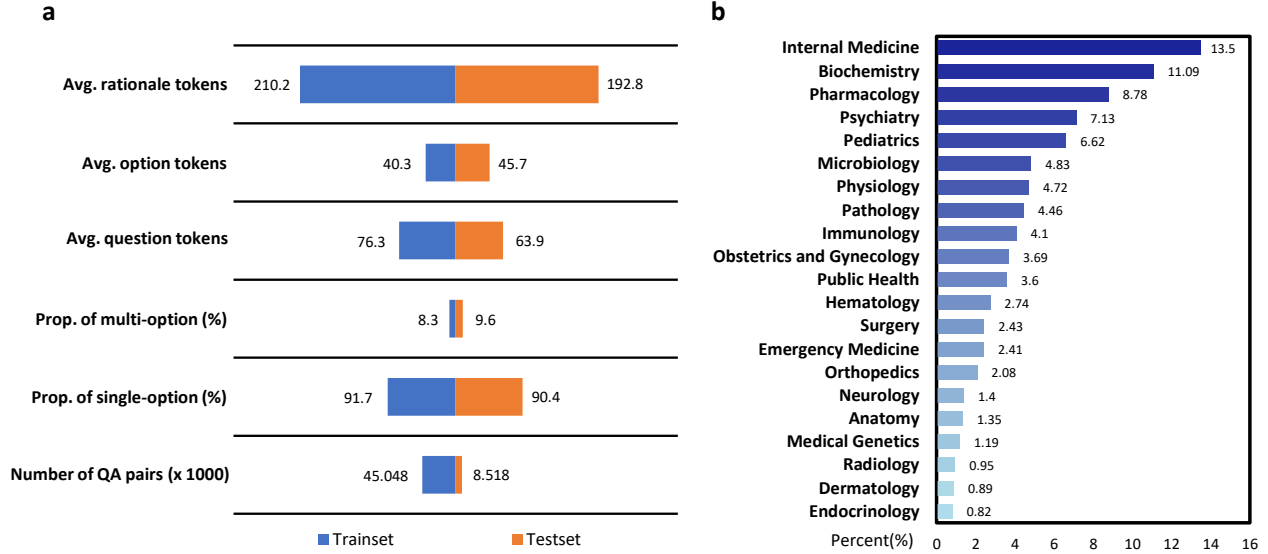 a
Avg. rationale tokens 210.2 192.8
Avg. option tokens 40.3 45.7
Avg. question tokens 76.3 63.9
Prop. of multi-option (%) 8.3 9.6
Prop. of single-option (%) 91.7 90.4
Number of QA pairs (x 1000) 45.048 8.518
Trainset Testset
b
Internal Medicine 13.5
Biochemistry 11.09
Pharmacology 8.78
Psychiatry 7.13
Pediatrics 6.62
Microbiology 4.83
Physiology 4.72
Pathology 4.46
Immunology 4.1
Obstetrics and Gynecology 3.69
Public Health 3.6
Hematology 2.74
Surgery 2.43
Emergency Medicine 2.41
Orthopedics 2.08
Neurology 1.4
Anatomy 1.35
Medical Genetics 1.19
Radiology 0.95
Dermatology 0.89
Endocrinology 0.82
Percent(%) 0 2 4 6 8 10 12 14 16